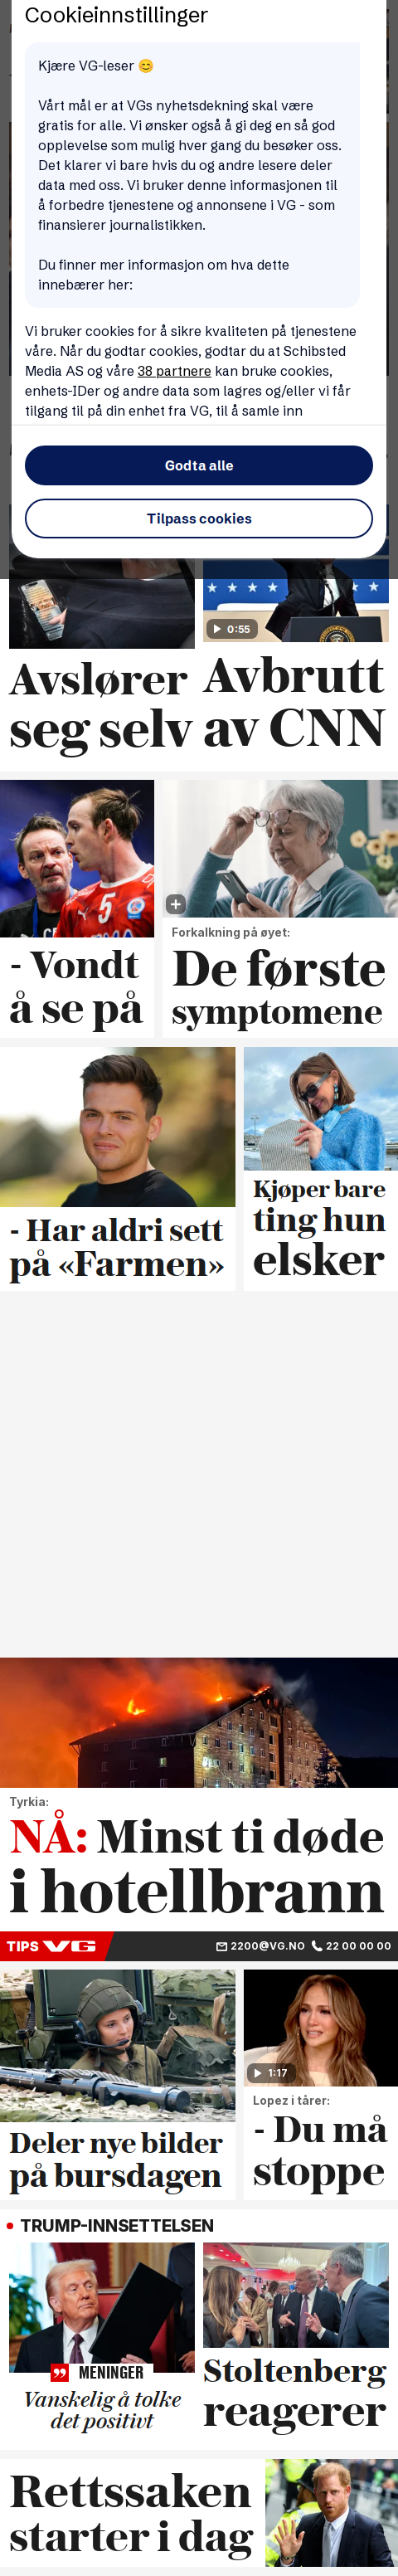 Cookieinnstillinger
Kjære VG-leser 😊
Vårt mål er at VGs nyhetsdekning skal være
gratis for alle. Vi ønsker også å gi deg en så god
opplevelse som mulig hver gang du besøker oss.
Det klarer vi bare hvis du og andre lesere deler
data med oss. Vi bruker denne informasjonen til
å forbedre tjenestene og annonsene i VG - som
finansierer journalistikken.
Du finner mer informasjon om hva dette
innebærer her:
Vi bruker cookies for å sikre kvaliteten på tjenestene
våre. Når du godtar cookies, godtar du at Schibsted
Media AS og våre 38 partnere kan bruke cookies,
enhets-IDer og andre data som lagres og/eller vi får
tilgang til på din enhet fra VG, til å samle inn
Godta alle
Tilpass cookies
0:55
Avslører
seg selv
Avbrutt
av CNN
5
- Vondt
å se på
Forkalkning på øyet:
De første
symptomene
- Har aldri sett
på «Farmen»
Kjøper bare
ting hun
elsker
Tyrkia:
NÅ: Minst ti døde
i hotellbrann
TIPS VG
2200@VG.NO 22 00 00 00
Deler nye bilder
på bursdagen
1:17
Lopez i tårer:
- Du må
stoppe
TRUMP-INNSETTELSEN
MENINGER
Vanskelig å tolke
det positivt
Stoltenberg
reagerer
Rettssaken
starter i dag